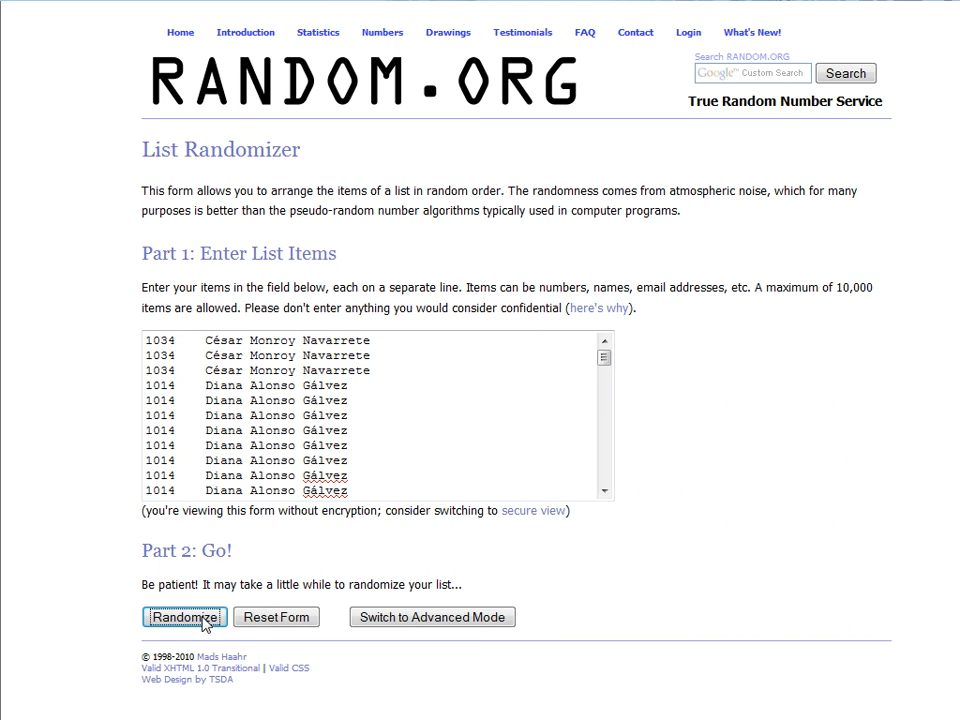 Home Introduction Statistics Numbers Drawings Testimonials FAQ Contact Login What's New!
RANDOM.ORG
Search RANDOM.ORG
Google™ Custom Search Search
True Random Number Service
List Randomizer
This form allows you to arrange the items of a list in random order. The randomness comes from atmospheric noise, which for many
purposes is better than the pseudo-random number algorithms typically used in computer programs.
Part 1: Enter List Items
Enter your items in the field below, each on a separate line. Items can be numbers, names, email addresses, etc. A maximum of 10,000
items are allowed. Please don't enter anything you would consider confidential (here's why).
1034 César Monroy Navarrete
1034 César Monroy Navarrete
1034 César Monroy Navarrete
1014 Diana Alonso Gálvez
1014 Diana Alonso Gálvez
1014 Diana Alonso Gálvez
1014 Diana Alonso Gálvez
1014 Diana Alonso Gálvez
1014 Diana Alonso Gálvez
1014 Diana Alonso Gálvez
1014 Diana Alonso Gálvez
(you're viewing this form without encryption; consider switching to secure view)
Part 2: Go!
Be patient! It may take a little while to randomize your list...
Randomize Reset Form Switch to Advanced Mode
© 1998-2010 Mads Haahr
Valid XHTML 1.0 Transitional | Valid CSS
Web Design by TSDA